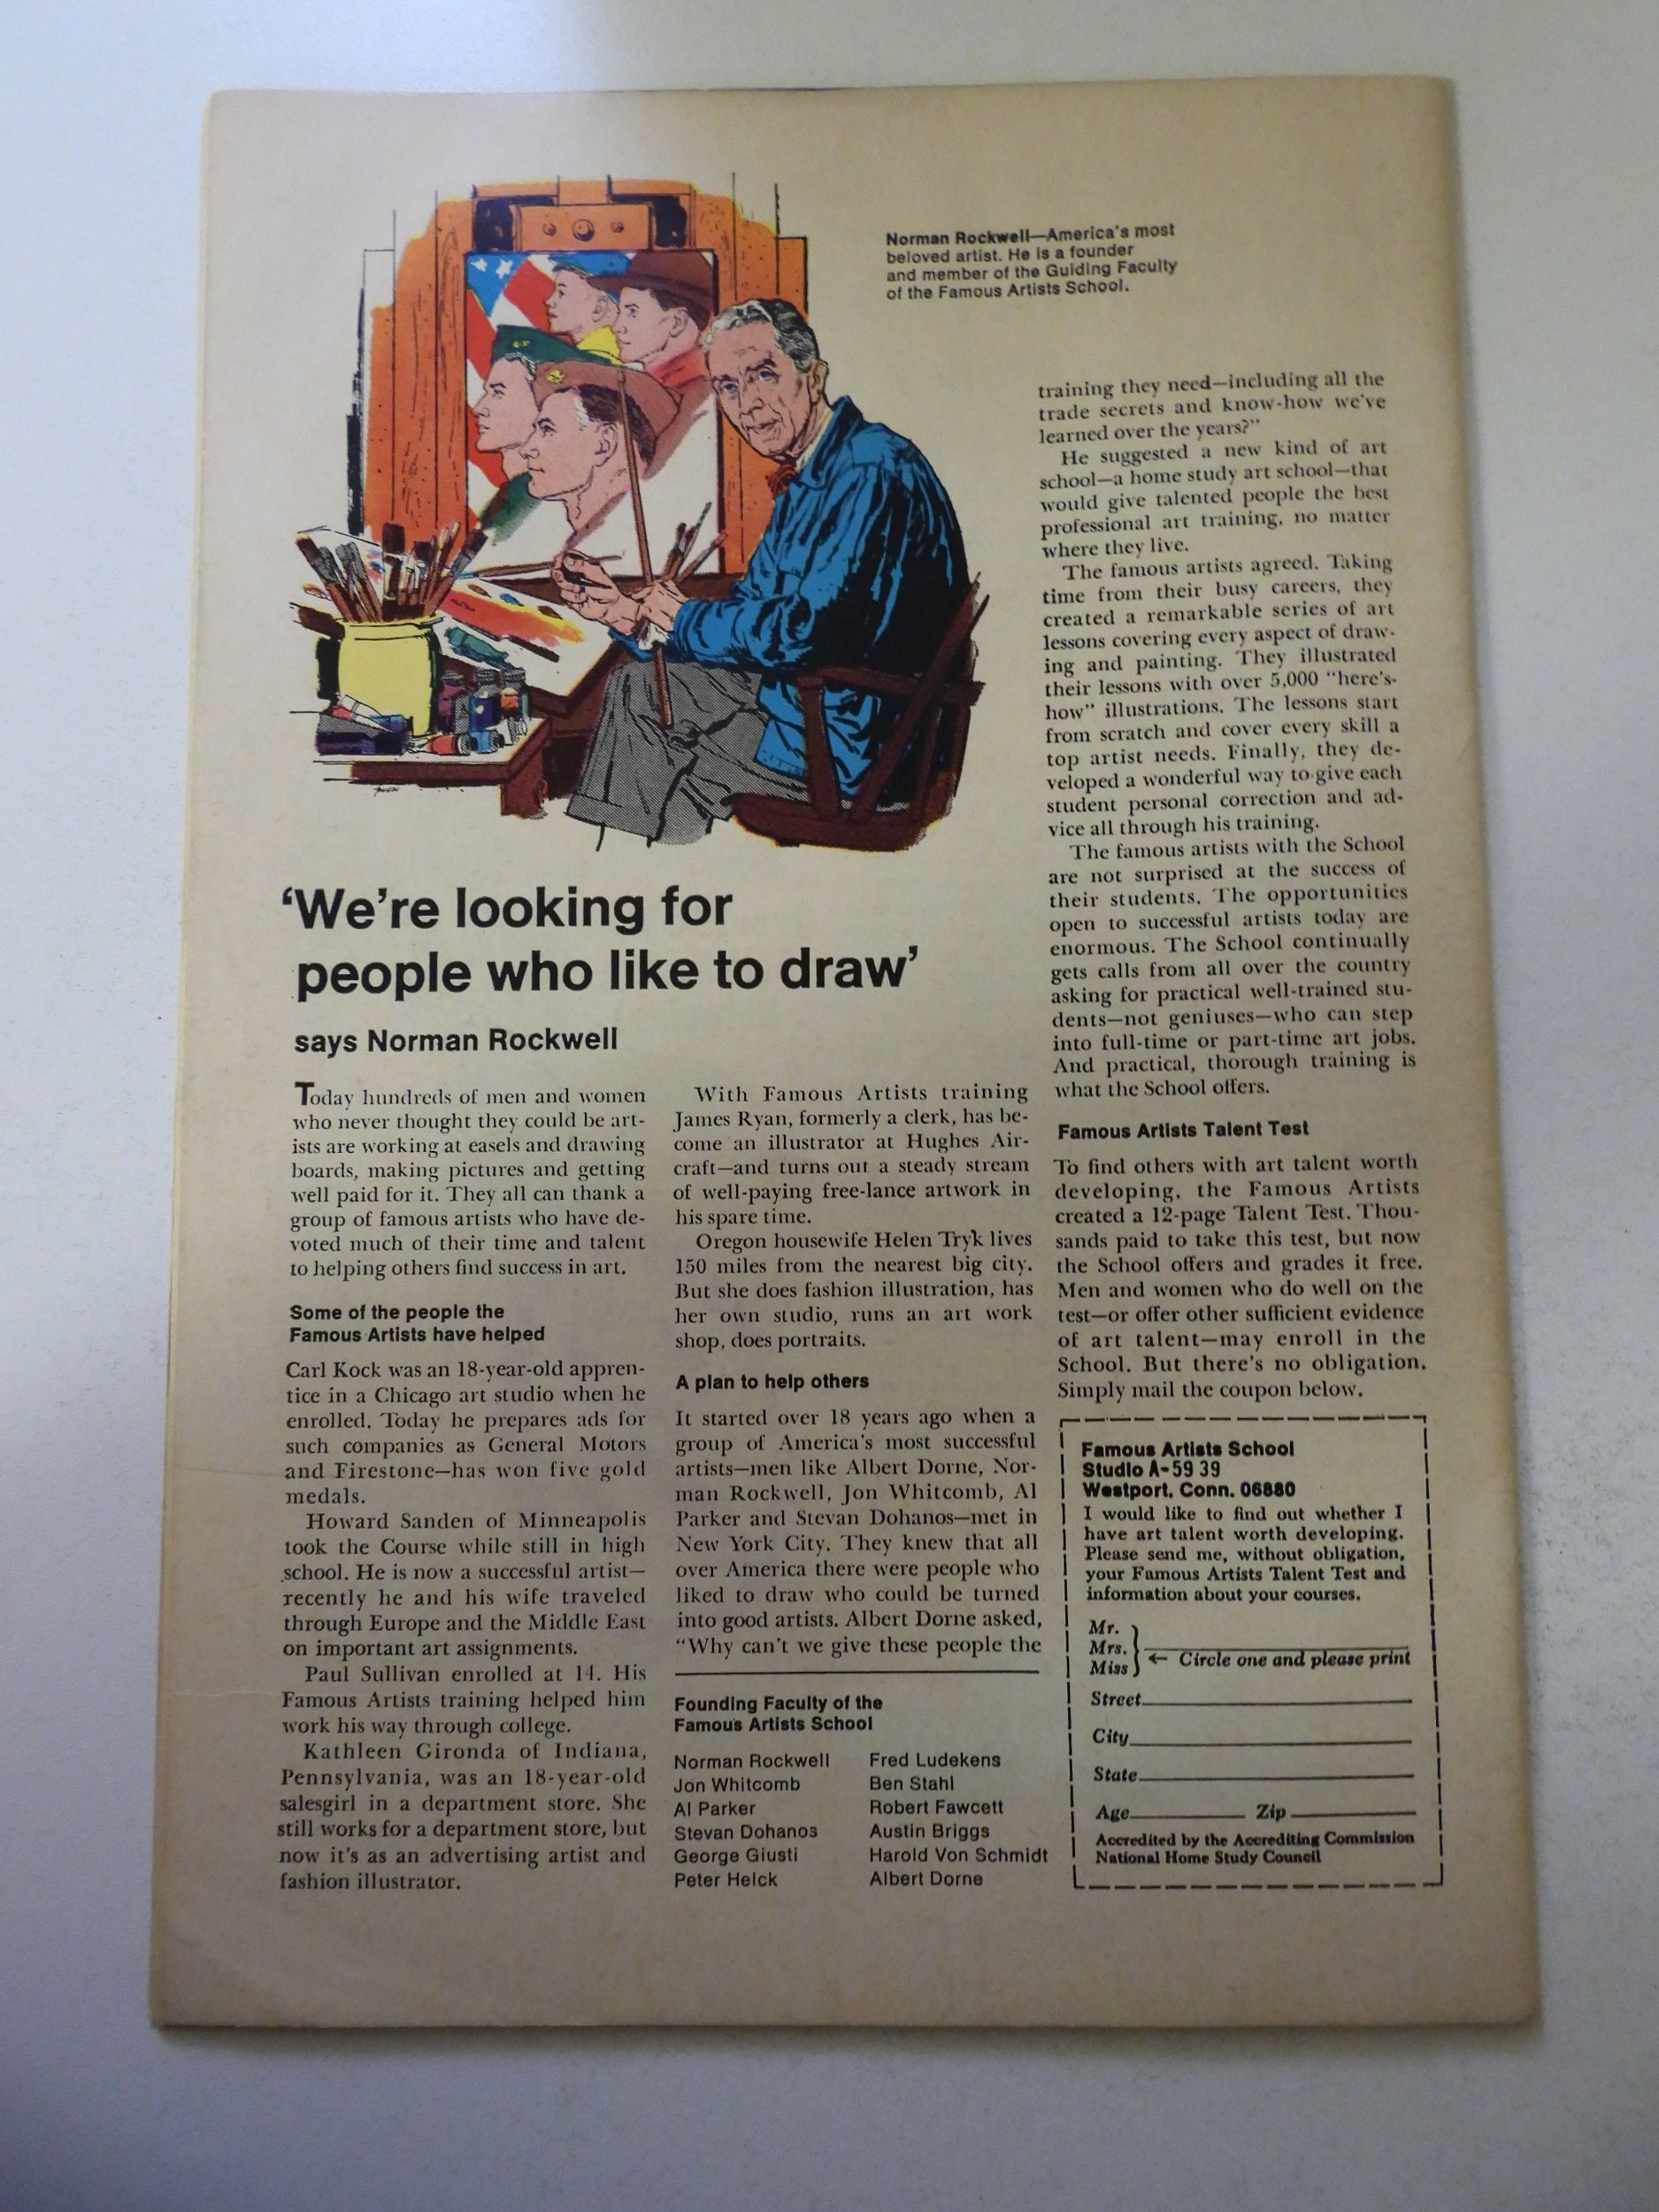 Norman Rockwell—America's most
beloved artist. He is a founder
and member of the Guiding Faculty
of the Famous Artists School.
'We're looking for
people who like to draw'
says Norman Rockwell
Today hundreds of men and women
who never thought they could be art-
ists are working at easels and drawing
boards, making pictures and getting
well paid for it. They all can thank a
group of famous artists who have de-
voted much of their time and talent
to helping others find success in art.
Some of the people the
Famous Artists have helped
Carl Kock was an 18-year-old appren-
tice in a Chicago art studio when he
enrolled. Today he prepares ads for
such companies as General Motors
and Firestone—has won five gold
medals.
Howard Sanden of Minneapolis
took the Course while still in high
school. He is now a successful artist—
recently he and his wife traveled
through Europe and the Middle East
on important art assignments.
Paul Sullivan enrolled at 14. His
Famous Artists training helped him
work his way through college.
Kathleen Gironda of Indiana,
Pennsylvania, was an 18-year-old
salesgirl in a department store. She
still works for a department store, but
now it's as an advertising artist and
fashion illustrator.
With Famous Artists training
James Ryan, formerly a clerk, has be-
come an illustrator at Hughes Air-
craft—and turns out a steady stream
of well-paying free-lance artwork in
his spare time.
Oregon housewife Helen Tryk lives
150 miles from the nearest big city.
But she does fashion illustration, has
her own studio, runs an art work
shop, does portraits.
A plan to help others
It started over 18 years ago when a
group of America's most successful
artists—men like Albert Dorne, Nor-
man Rockwell, Jon Whitcomb, Al
Parker and Stevan Dohanos—met in
New York City. They knew that all
over America there were people who
liked to draw who could be turned
into good artists. Albert Dorne asked,
"Why can't we give these people the
Founding Faculty of the
Famous Artists School
Norman Rockwell
Jon Whitcomb
Al Parker
Stevan Dohanos
George Giusti
Peter Helck
Fred Ludekens
Ben Stahl
Robert Fawcett
Austin Briggs
Harold Von Schmidt
Albert Dorne
training they need—including all the
trade secrets and know-how we've
learned over the years?"
He suggested a new kind of art
school—a home study art school—that
would give talented people the best
professional art training, no matter
where they live.
The famous artists agreed. Taking
time from their busy careers, they
created a remarkable series of art
lessons covering every aspect of draw-
ing and painting. They illustrated
their lessons with over 5,000 "here's-
how" illustrations. The lessons start
from scratch and cover every skill a
top artist needs. Finally, they de-
veloped a wonderful way to give each
student personal correction and ad-
vice all through his training.
The famous artists with the School
are not surprised at the success of
their students. The opportunities
open to successful artists today are
enormous. The School continually
gets calls from all over the country
asking for practical well-trained stu-
dents—not geniuses—who can step
into full-time or part-time art jobs.
And practical, thorough training is
what the School offers.
Famous Artists Talent Test
To find others with art talent worth
developing, the Famous Artists
created a 12-page Talent Test. Thou-
sands paid to take this test, but now
the School offers and grades it free.
Men and women who do well on the
test—or offer other sufficient evidence
of art talent—may enroll in the
School. But there's no obligation.
Simply mail the coupon below.
Famous Artists School
Studio A-59 39
Westport, Conn. 06880
I would like to find out whether I
have art talent worth developing.
Please send me, without obligation,
your Famous Artists Talent Test and
information about your courses.
Mr.
Mrs.
Miss
← Circle one and please print
Street
City
State
Age Zip
Accredited by the Accrediting Commission
National Home Study Council